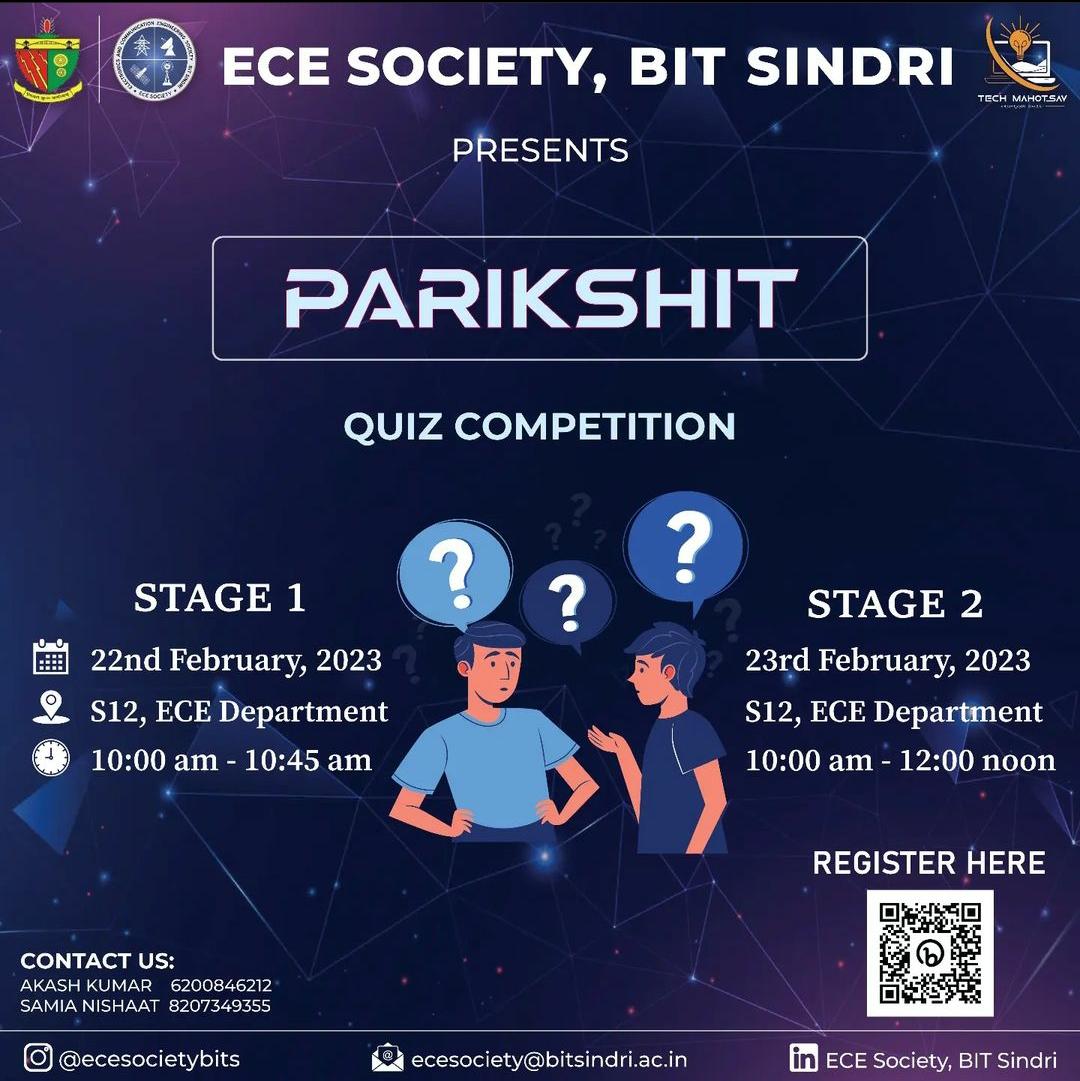 ECE SOCIETY, BIT SINDRI
TECH MAHOTSAV
PRESENTS
PARIKSHIT
QUIZ COMPETITION
STAGE 1
22nd February, 2023
S12, ECE Department
10:00 am - 10:45 am
STAGE 2
23rd February, 2023
S12, ECE Department
10:00 am - 12:00 noon
REGISTER HERE
CONTACT US:
AKASH KUMAR 6200846212
SAMIA NISHAAT 8207349355
@ecesocietybits
ecesociety@bitsindri.ac.in
ECE Society, BIT Sindri